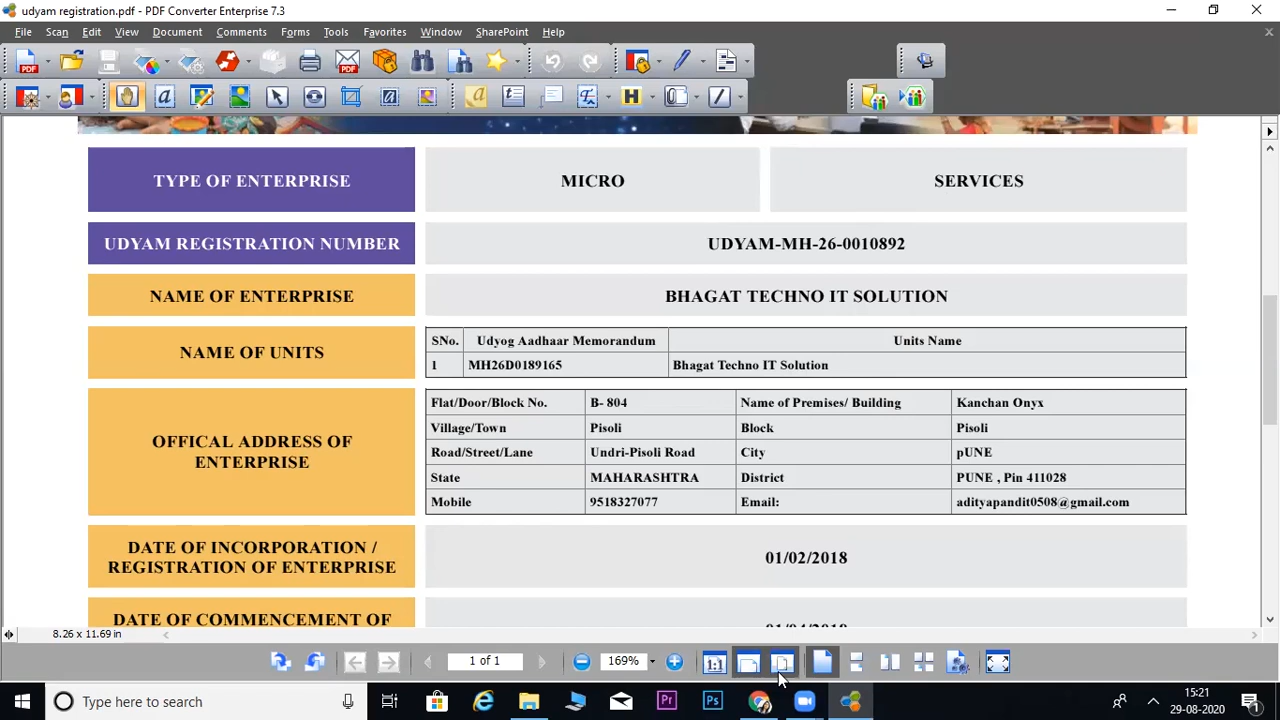 udyam registration.pdf - PDF Converter Enterprise 7.3
File Scan Edit View Document Comments Forms Tools Favorites Window SharePoint Help
TYPE OF ENTERPRISE MICRO SERVICES
UDYAM REGISTRATION NUMBER UDYAM-MH-26-0010892
NAME OF ENTERPRISE BHAGAT TECHNO IT SOLUTION
NAME OF UNITS
SNo. Udyog Aadhaar Memorandum Units Name
1 MH26D0189165 Bhagat Techno IT Solution
OFFICAL ADDRESS OF
ENTERPRISE
Flat/Door/Block No. B- 804 Name of Premises/ Building Kanchan Onyx
Village/Town Pisoli Block Pisoli
Road/Street/Lane Undri-Pisoli Road City pUNE
State MAHARASHTRA District PUNE , Pin 411028
Mobile 9518327077 Email: adityapandit0508@gmail.com
DATE OF INCORPORATION /
REGISTRATION OF ENTERPRISE
01/02/2018
DATE OF COMMENCEMENT OF
8.26 x 11.69 in
1 of 1 169% 1:1
Type here to search
15:21
29-08-2020